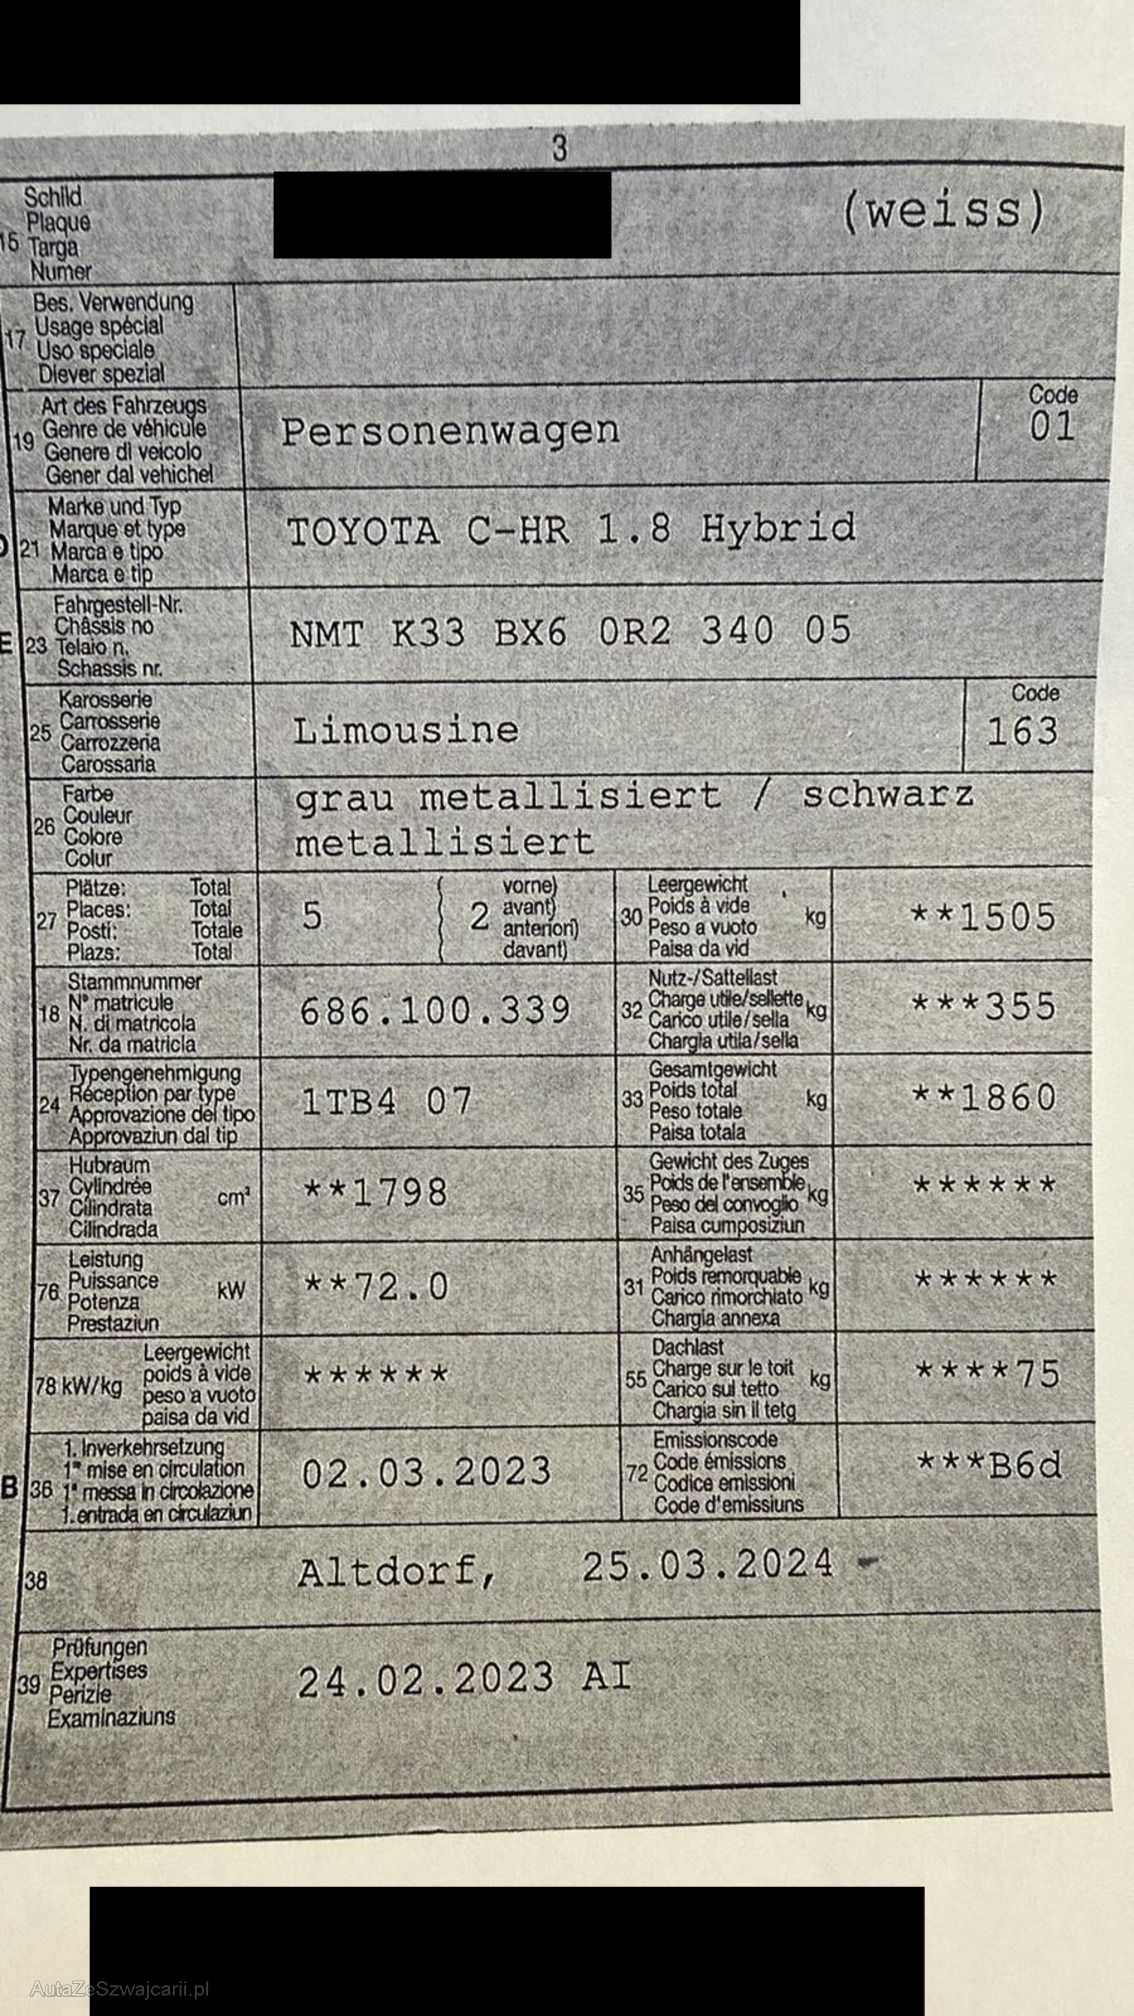 3
Schild
Plaque
Targa
Numer
15
(weiss)
Bes. Verwendung
Usage spécial
Uso speciale
Diever spezial
17
Art des Fahrzeugs
Genre de véhicule
Genere di veicolo
Gener dal vehichel
19
Personenwagen
Code
01
Marke und Typ
Marque et type
Marca e tipo
Marca e tip
D 21
TOYOTA C-HR 1.8 Hybrid
Fahrgestell-Nr.
Châssis no
Telaio n.
Schassis nr.
E 23
NMT K33 BX6 0R2 340 05
Karosserie
Carrosserie
Carrozzeria
Carossaria
25
Limousine
Code
163
Farbe
Couleur
Colore
Colur
26
grau metallisiert / schwarz
metallisiert
Plätze: Total
Places: Total
Posti: Totale
Plazs: Total
27
5
( 2
vorne)
avant)
anteriori)
davant)
Leergewicht
Poids à vide
Peso a vuoto
Paisa da vid
30
kg
**1505
Stammnummer
N° matricule
N. di matricola
Nr. da matricla
18
686.100.339
Nutz-/Sattellast
Charge utile/sellette
Carico utile/sella
Chargia utila/sella
32
kg
***355
Typengenehmigung
Réception par type
Approvazione del tipo
Approvaziun dal tip
24
1TB4 07
Gesamtgewicht
Poids total
Peso totale
Paisa totala
33
kg
**1860
Hubraum
Cylindrée
Cilindrata
Cilindrada
37
cm³
**1798
Gewicht des Zuges
Poids de l'ensemble
Peso del convoglio
Paisa cumposiziun
35
kg
******
Leistung
Puissance
Potenza
Prestaziun
76
kW
**72.0
Anhängelast
Poids remorquable
Carico rimorchiato
Chargia annexa
31
kg
******
Leergewicht
poids à vide
peso a vuoto
paisa da vid
78 kW/kg
******
Dachlast
Charge sur le toit
Carico sul tetto
Chargia sin il tetg
55
kg
****75
1. Inverkehrsetzung
1re mise en circulation
1a messa in circolazione
1. entrada en circulaziun
B 36
02.03.2023
Emissionscode
Code émissions
Codice emissioni
Code d'emissiuns
72
***B6d
38
Altdorf, 25.03.2024
Prüfungen
Expertises
Perizie
Examinaziuns
39
24.02.2023 AI
AutaZeSzwajcarii.pl